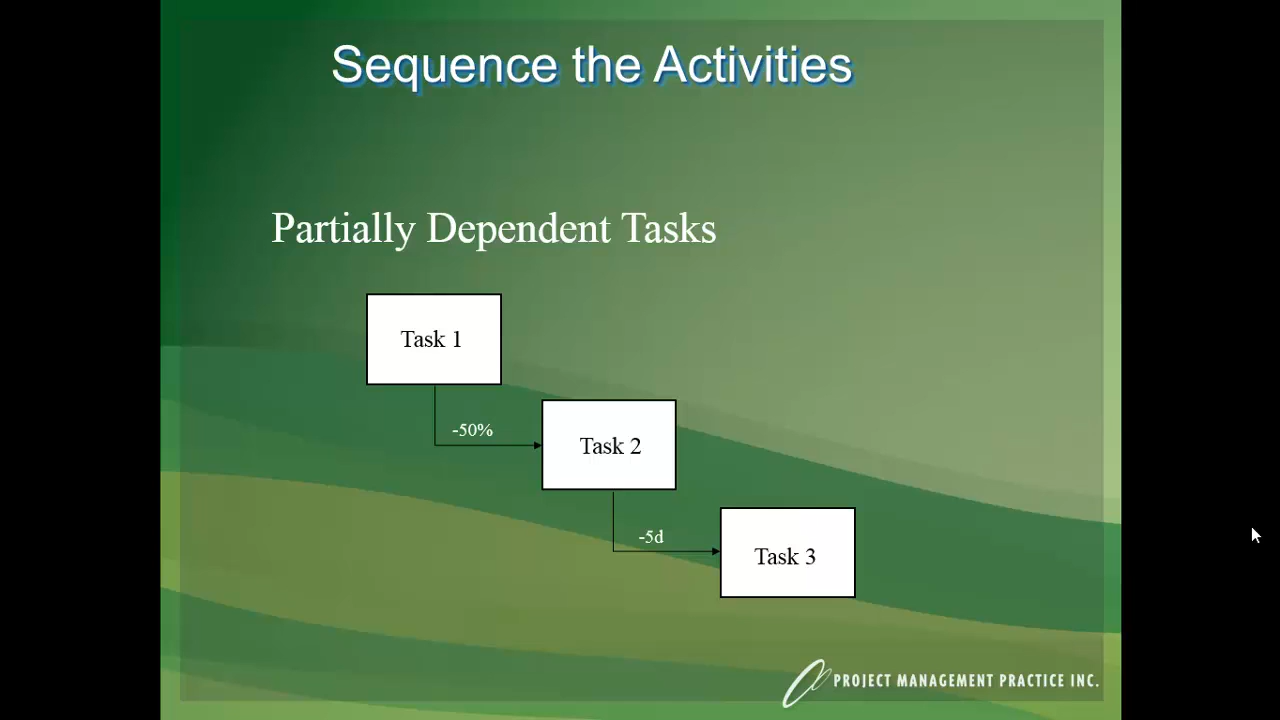 Sequence the Activities
Partially Dependent Tasks
Task 1
-50%
Task 2
-5d
Task 3
PROJECT MANAGEMENT PRACTICE INC.